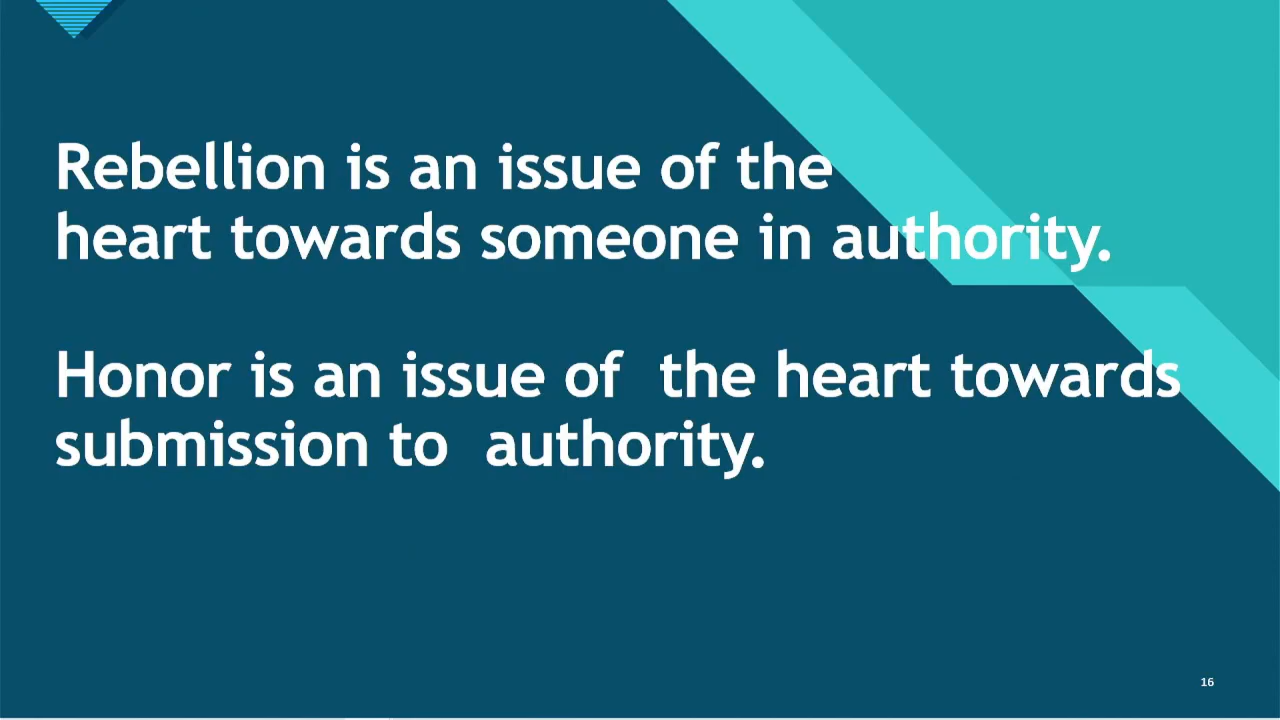 Rebellion is an issue of the
heart towards someone in authority.
Honor is an issue of  the heart towards
submission to  authority.
16